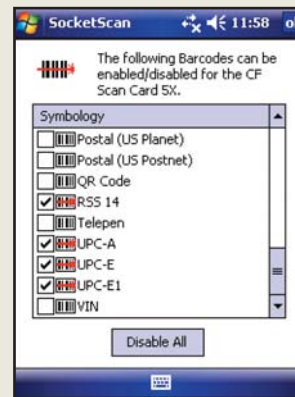 SocketScan 11:58
The following Barcodes can be
enabled/disabled for the CF
Scan Card 5X.
Symbology
Postal (US Planet)
Postal (US Postnet)
QR Code
RSS 14
Telepen
UPC-A
UPC-E
UPC-E1
VIN
Disable All